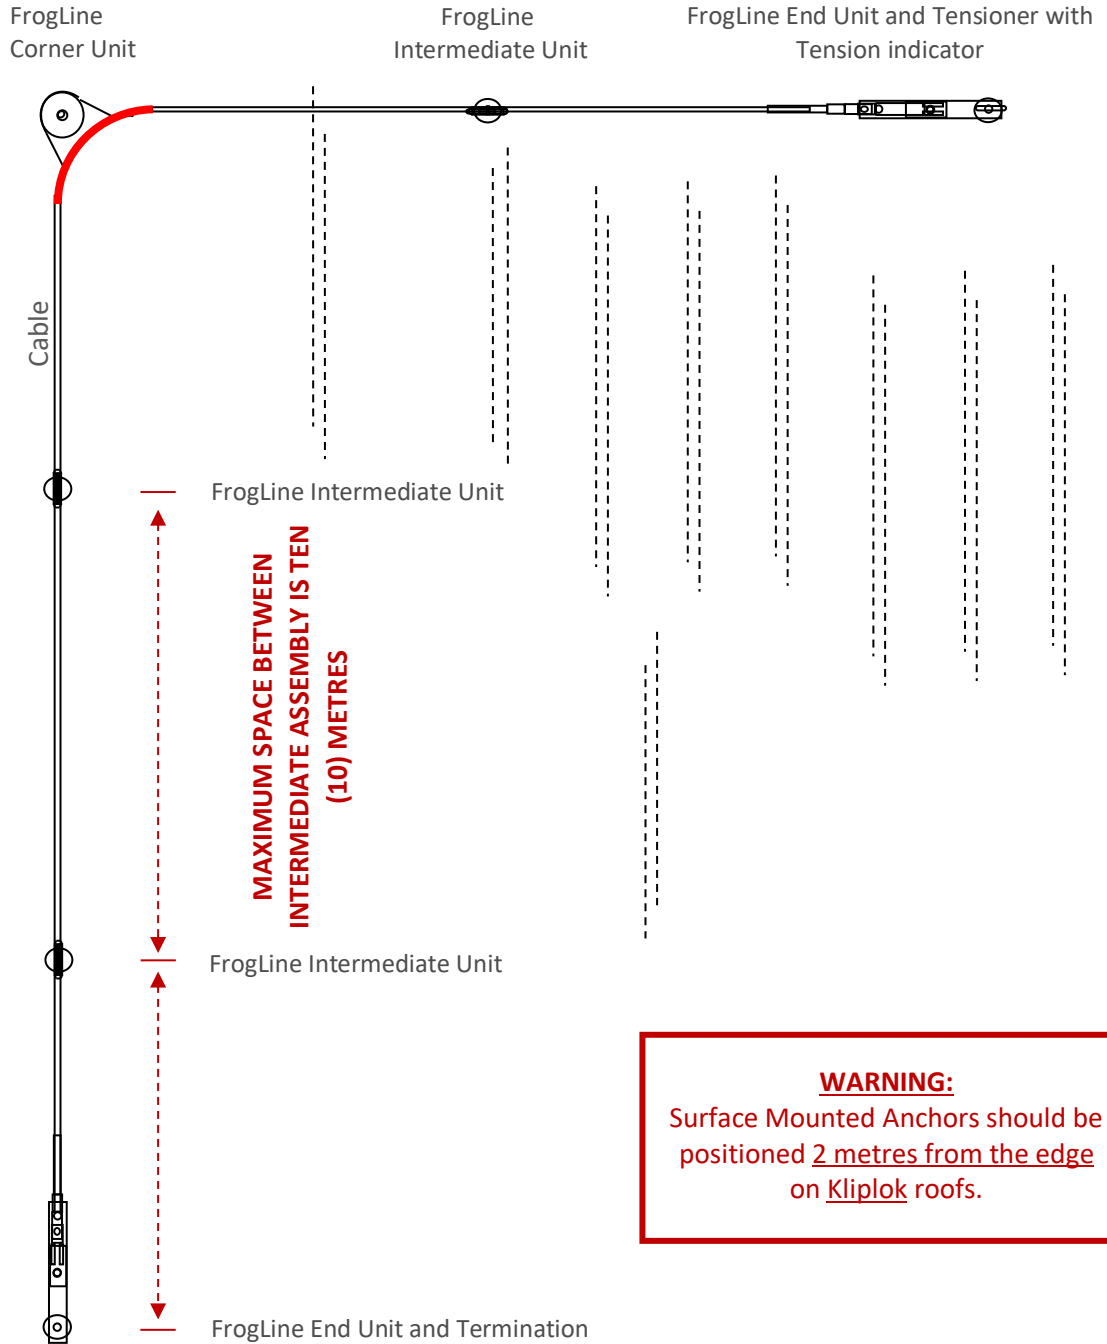 FrogLine
Corner Unit
FrogLine
Intermediate Unit
FrogLine End Unit and Tensioner with
Tension indicator
Cable
FrogLine Intermediate Unit
MAXIMUM SPACE BETWEEN
INTERMEDIATE ASSEMBLY IS TEN
(10) METRES
FrogLine Intermediate Unit
WARNING:
Surface Mounted Anchors should be
positioned 2 metres from the edge
on Kliplok roofs.
FrogLine End Unit and Termination